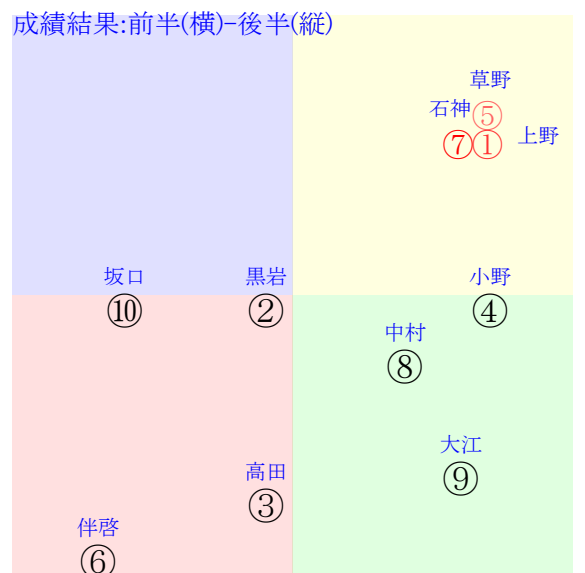 成績結果:前半(横)-後半(縦)
草野
石神 ⑤
上野
⑦①
坂口 黒岩 小野
⑩ ② ④
中村
⑧
大江
高田 ⑨
③
伴啓
⑥